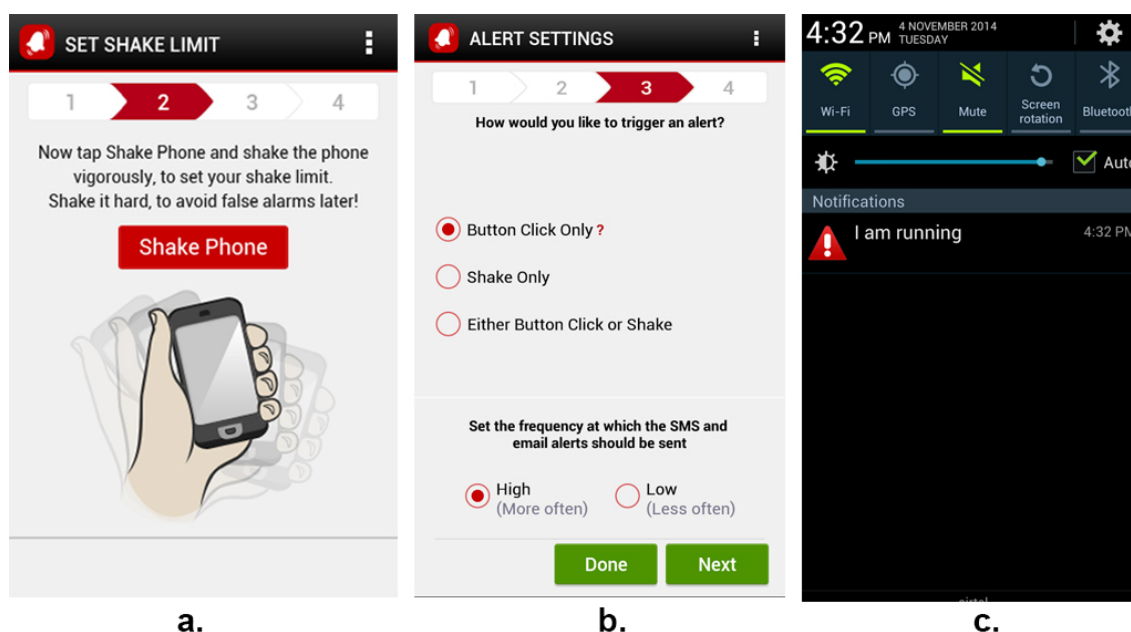 SET SHAKE LIMIT
1 2 3 4
Now tap Shake Phone and shake the phone
vigorously, to set your shake limit.
Shake it hard, to avoid false alarms later!
Shake Phone
a.
ALERT SETTINGS
1 2 3 4
How would you like to trigger an alert?
Button Click Only ?
Shake Only
Either Button Click or Shake
Set the frequency at which the SMS and
email alerts should be sent
High Low
(More often) (Less often)
Done Next
b.
4:32 PM 4 NOVEMBER 2014
TUESDAY
Wi-Fi GPS Mute Screen rotation Bluetooth
Auto
Notifications
I am running 4:32 PM
airtel
c.